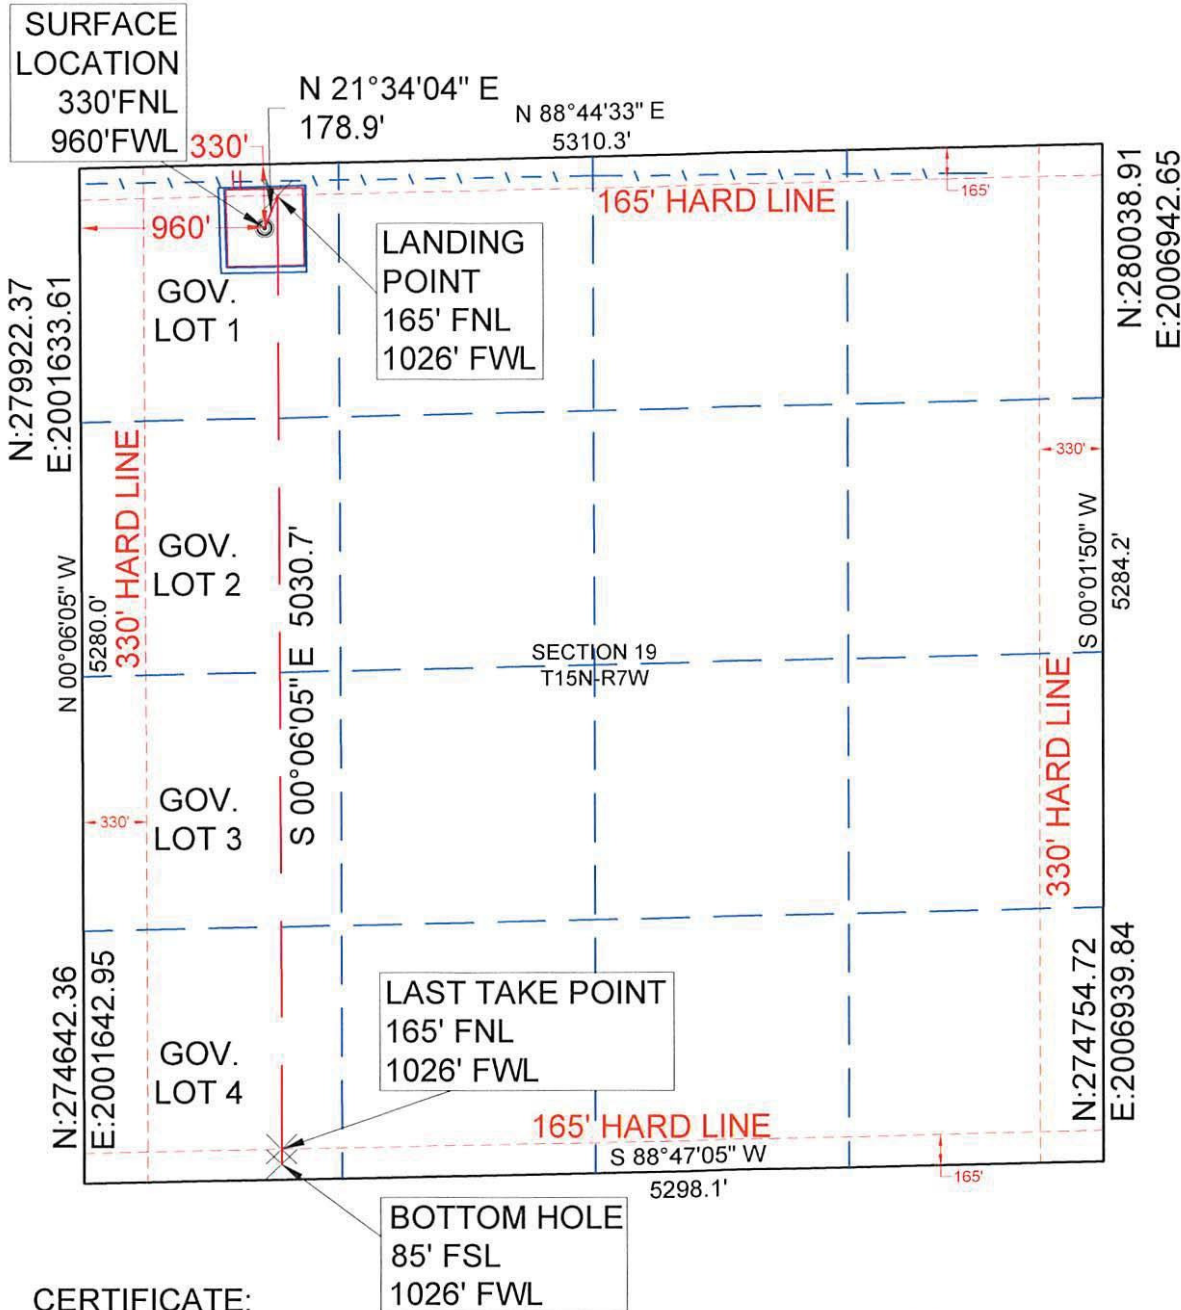 SURFACE
LOCATION
330'FNL
960'FWL
N 21°34'04" E
178.9'
N 88°44'33" E
5310.3'
330'
165'
165' HARD LINE
960'
LANDING
POINT
165' FNL
1026' FWL
GOV.
LOT 1
N:279922.37
E:2001633.61
N:280038.91
E:2006942.65
330' HARD LINE
330'
GOV.
LOT 2
N 00°06'05" W
5280.0'
S 00°06'05" E 5030.7'
S 00°01'50" W
5284.2'
SECTION 19
T15N-R7W
330'
GOV.
LOT 3
330' HARD LINE
N:274642.36
E:2001642.95
LAST TAKE POINT
165' FNL
1026' FWL
N:274754.72
E:2006939.84
GOV.
LOT 4
165' HARD LINE
S 88°47'05" W
5298.1'
165'
BOTTOM HOLE
85' FSL
1026' FWL
CERTIFICATE: